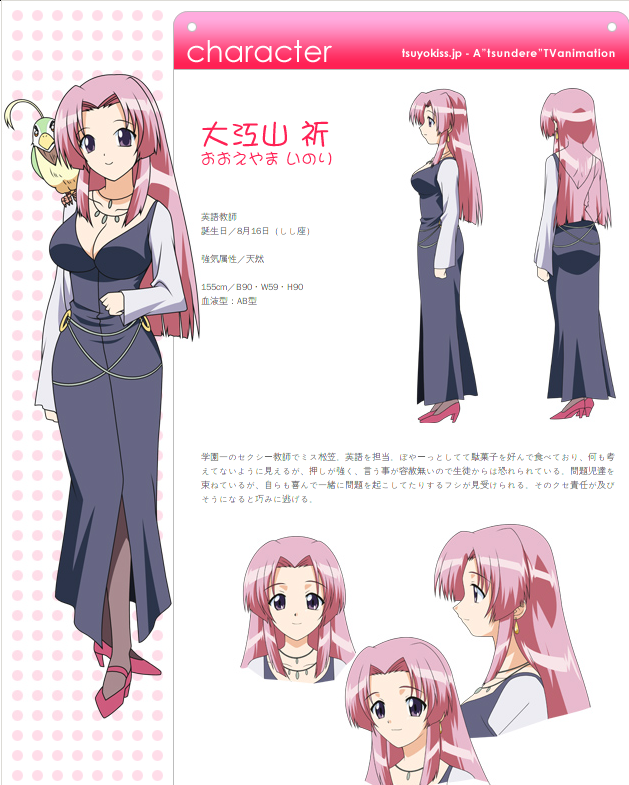 character
tsuyokiss.jp - A"tsundere"TVanimation
大江山 祈
おおえやま いのり
英語教師
誕生日／8月16日（しし座）
強気属性／天然
155cm／B90・W59・H90
血液型：AB型
学園一のセクシー教師でミス松笠。英語を担当。ぼやーっとしてて駄菓子を好んで食べており、何も考
えてないように見えるが、押しが強く、言う事が容赦無いので生徒からは恐れられている。問題児達を
束ねているが、自らも喜んで一緒に問題を起こしてたりするフシが見受けられる。そのクセ責任が及び
そうになると巧みに逃げる。